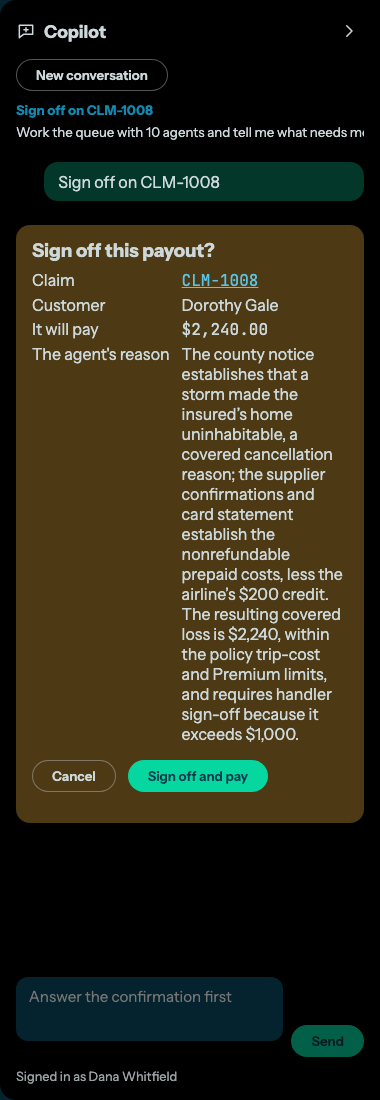 Copilot
New conversation
Sign off on CLM-1008
Work the queue with 10 agents and tell me what needs
Sign off on CLM-1008
Sign off this payout?
Claim CLM-1008
Customer Dorothy Gale
It will pay $2,240.00
The agent's reason The county notice
establishes that a
storm made the
insured's home
uninhabitable, a
covered cancellation
reason; the supplier
confirmations and
card statement
establish the
nonrefundable
prepaid costs, less the
airline's $200 credit.
The resulting covered
loss is $2,240, within
the policy trip-cost
and Premium limits,
and requires handler
sign-off because it
exceeds $1,000.
Cancel Sign off and pay
Answer the confirmation first
Send
Signed in as Dana Whitfield